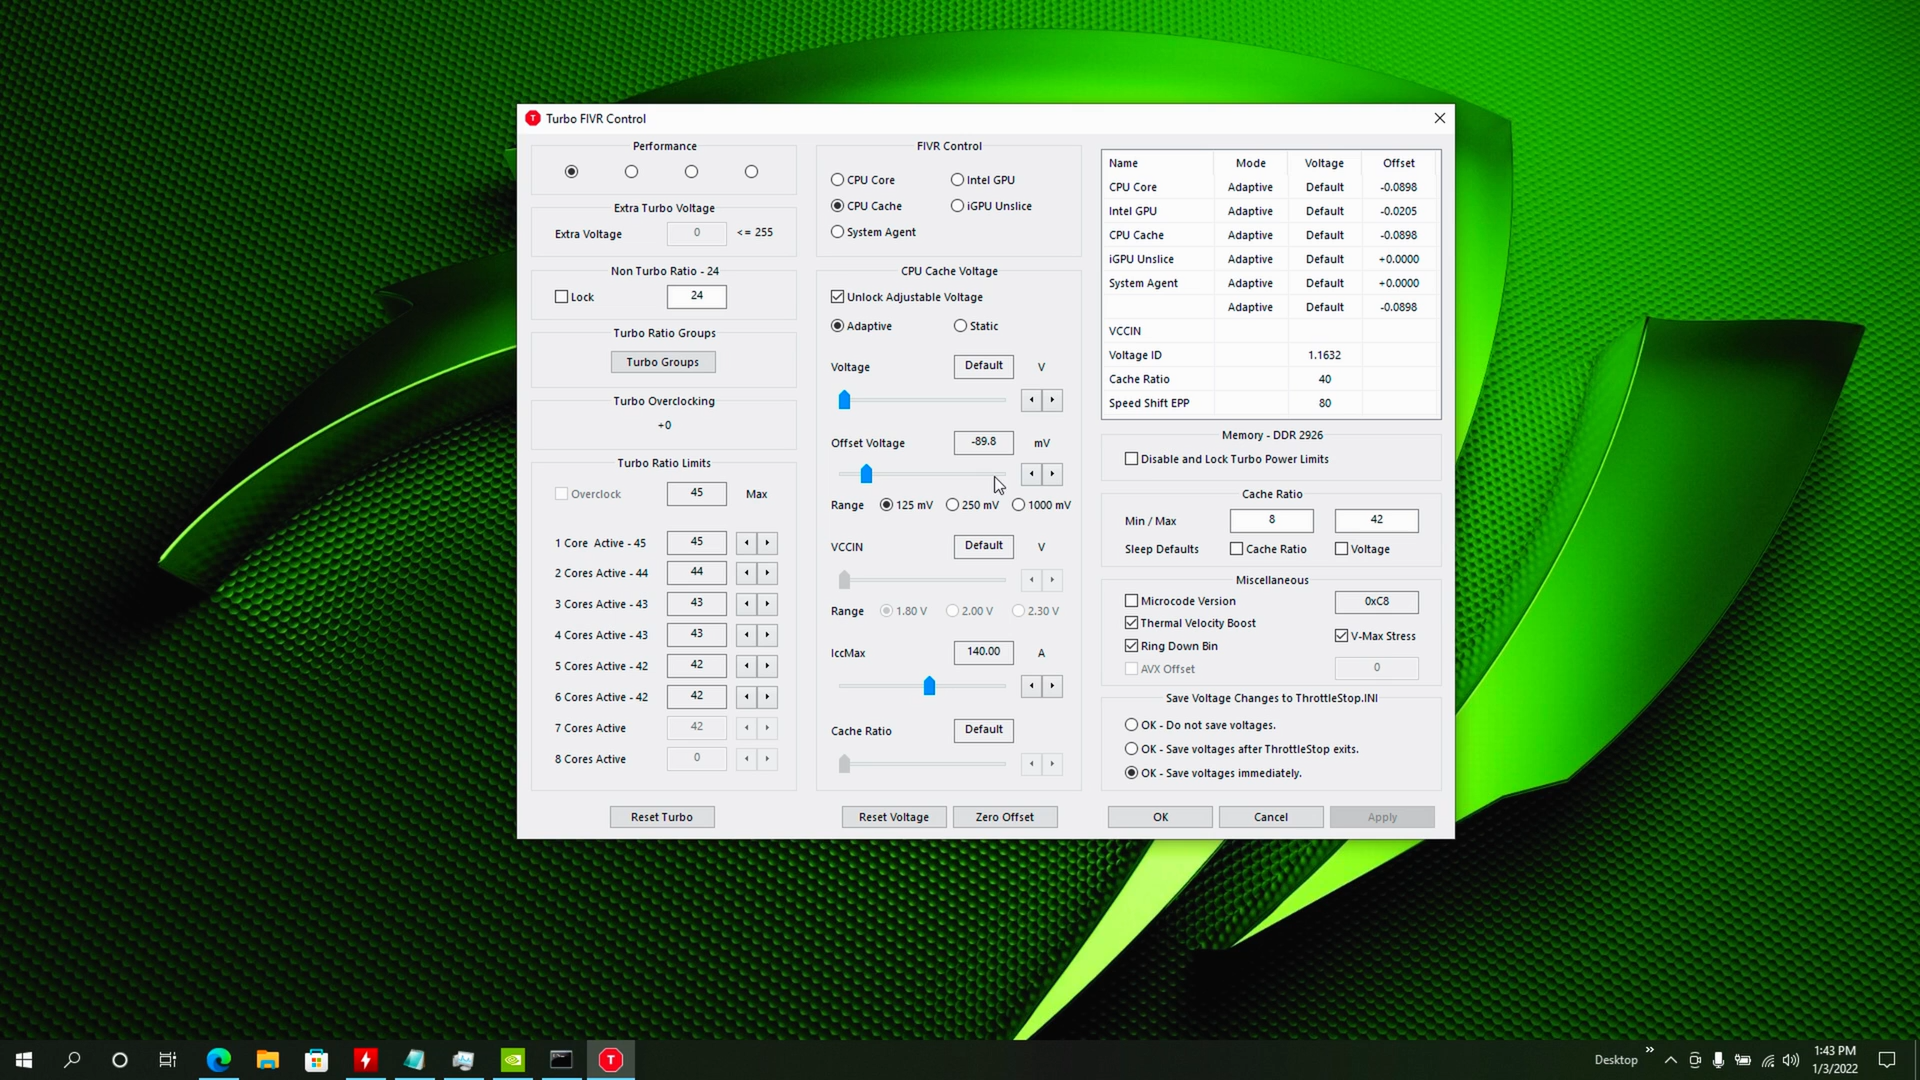 Turbo FIVR Control
Performance
Extra Turbo Voltage
Extra Voltage 0 <= 255
Non Turbo Ratio - 24
Lock 24
Turbo Ratio Groups
Turbo Groups
Turbo Overclocking
+0
Turbo Ratio Limits
Overclock 45 Max
1 Core Active - 45 45
2 Cores Active - 44 44
3 Cores Active - 43 43
4 Cores Active - 43 43
5 Cores Active - 42 42
6 Cores Active - 42 42
7 Cores Active 42
8 Cores Active 0
Reset Turbo
FIVR Control
CPU Core Intel GPU
CPU Cache iGPU Unslice
System Agent
CPU Cache Voltage
Unlock Adjustable Voltage
Adaptive Static
Voltage Default V
Offset Voltage -89.8 mV
Range 125 mV 250 mV 1000 mV
VCCIN Default V
Range 1.80 V 2.00 V 2.30 V
IccMax 140.00 A
Cache Ratio Default
Reset Voltage Zero Offset
Name Mode Voltage Offset
CPU Core Adaptive Default -0.0898
Intel GPU Adaptive Default -0.0205
CPU Cache Adaptive Default -0.0898
iGPU Unslice Adaptive Default +0.0000
System Agent Adaptive Default +0.0000
Adaptive Default -0.0898
VCCIN
Voltage ID 1.1632
Cache Ratio 40
Speed Shift EPP 80
Memory - DDR 2926
Disable and Lock Turbo Power Limits
Cache Ratio
Min / Max 8 42
Sleep Defaults Cache Ratio Voltage
Miscellaneous
Microcode Version 0xC8
Thermal Velocity Boost
V-Max Stress
Ring Down Bin
AVX Offset 0
Save Voltage Changes to ThrottleStop.INI
OK - Do not save voltages.
OK - Save voltages after ThrottleStop exits.
OK - Save voltages immediately.
OK Cancel Apply
Desktop
1:43 PM
1/3/2022